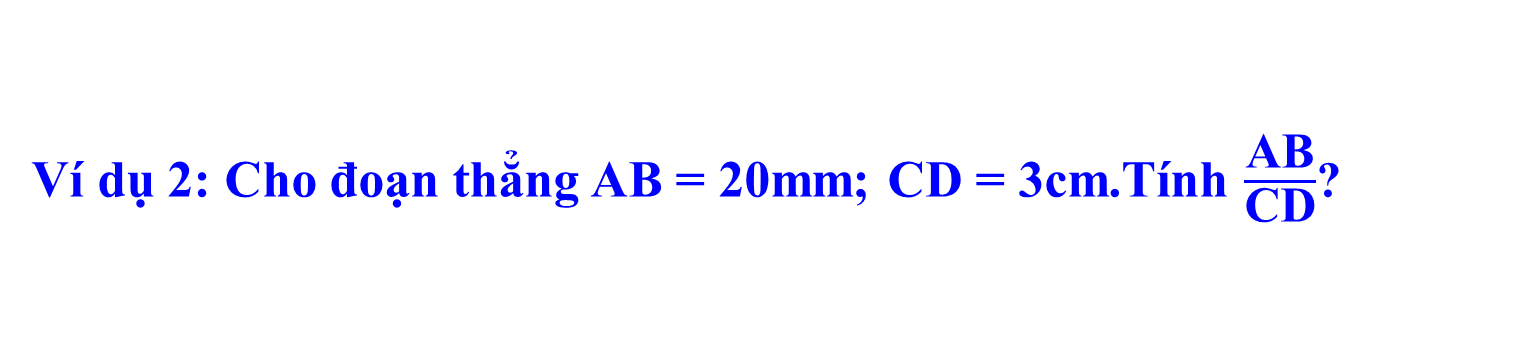 Ví dụ 2: Cho đoạn thẳng AB = 20mm; CD = 3cm.Tính AB/CD?